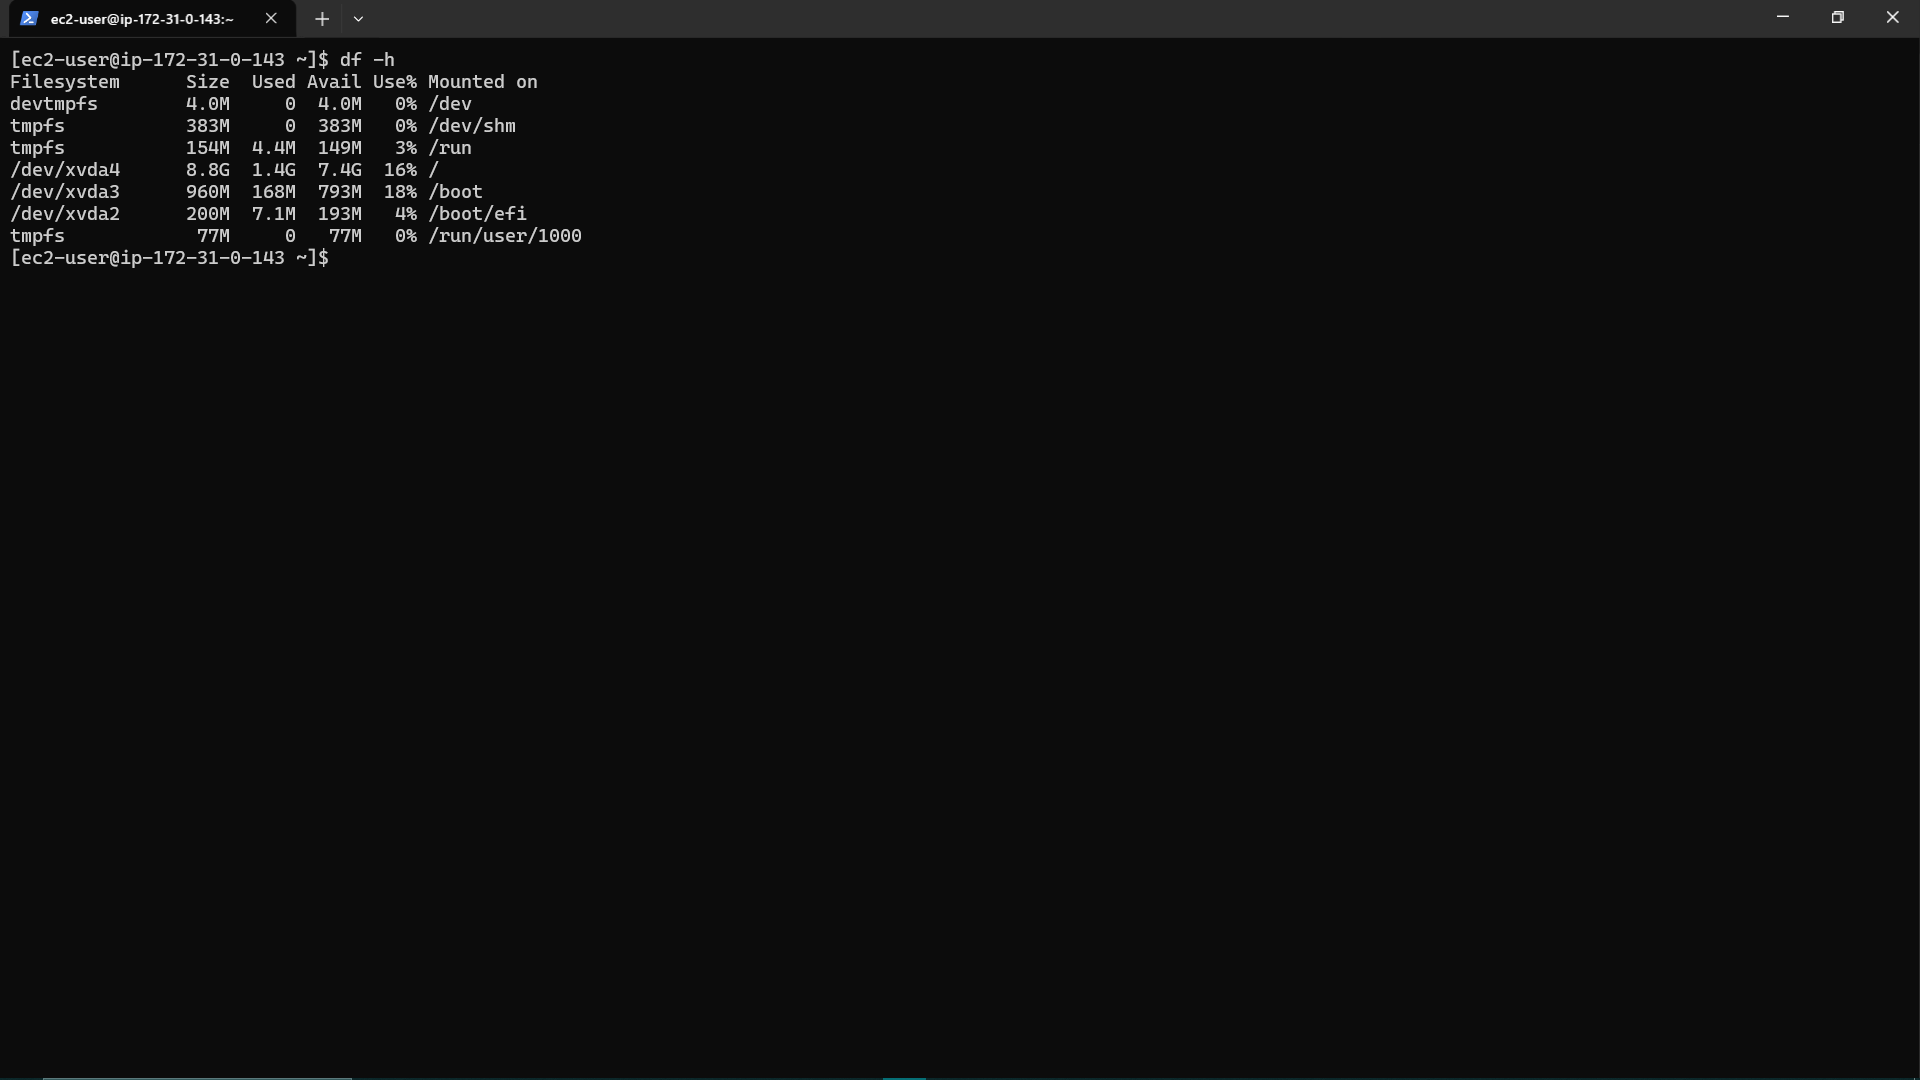 ec2-user@ip-172-31-0-143:~
[ec2-user@ip-172-31-0-143 ~]$ df -h
Filesystem      Size  Used Avail Use% Mounted on
devtmpfs        4.0M     0  4.0M   0% /dev
tmpfs           383M     0  383M   0% /dev/shm
tmpfs           154M  4.4M  149M   3% /run
/dev/xvda4      8.8G  1.4G  7.4G  16% /
/dev/xvda3      960M  168M  793M  18% /boot
/dev/xvda2      200M  7.1M  193M   4% /boot/efi
tmpfs            77M     0   77M   0% /run/user/1000
[ec2-user@ip-172-31-0-143 ~]$